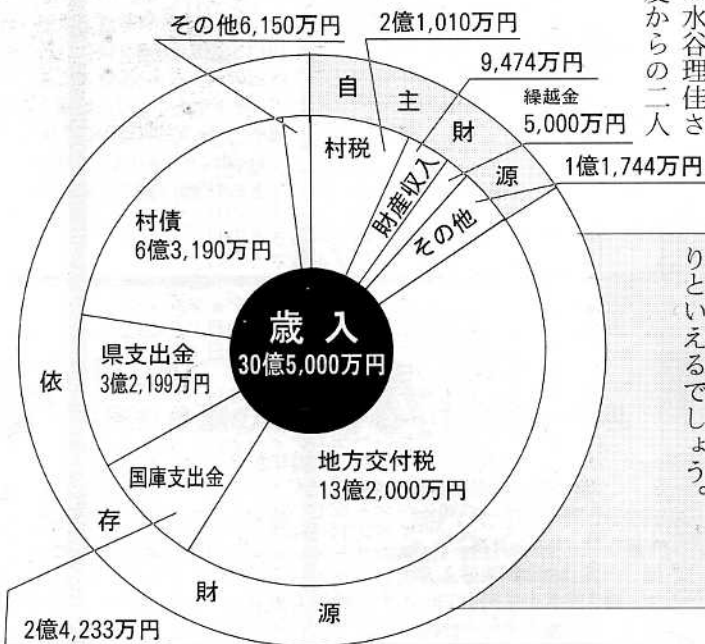 水谷理佳さ
度からの二人
りといえるでしょう。
その他6,150万円
2億1,010万円
9,474万円
繰越金
5,000万円
1億1,744万円
自主財源
村税
財産収入
その他
村債
6億3,190万円
歳入
30億5,000万円
県支出金
3億2,199万円
地方交付税
13億2,000万円
国庫支出金
2億4,233万円
依存財源